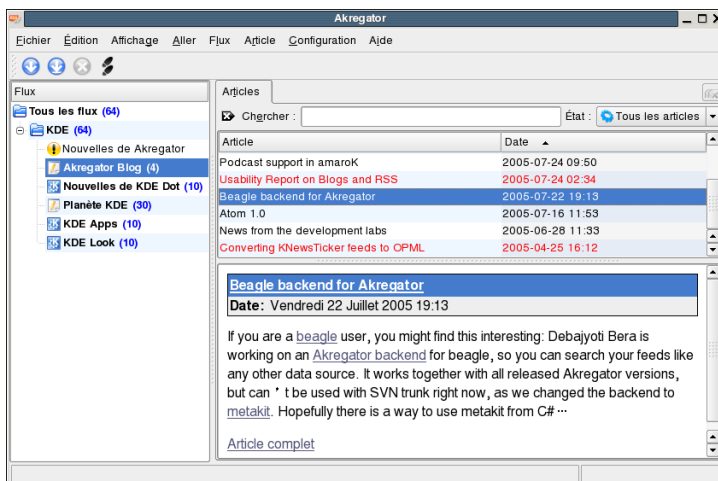 Akregator
Fichier Édition Affichage Aller Flux Article Configuration Aide
Flux
Tous les flux (64)
KDE (64)
Nouvelles de Akregator
Akregator Blog (4)
Nouvelles de KDE Dot (10)
Planète KDE (30)
KDE Apps (10)
KDE Look (10)
Articles
Chercher : État : Tous les articles
Article Date
Podcast support in amaroK 2005-07-24 09:50
Usability Report on Blogs and RSS 2005-07-24 02:34
Beagle backend for Akregator 2005-07-22 19:13
Atom 1.0 2005-07-16 11:53
News from the development labs 2005-06-28 11:33
Converting KNewsTicker feeds to OPML 2005-04-25 16:12
Beagle backend for Akregator
Date: Vendredi 22 Juillet 2005 19:13
If you are a beagle user, you might find this interesting: Debajyoti Bera is
working on an Akregator backend for beagle, so you can search your feeds like
any other data source. It works together with all released Akregator versions,
but can ’ t be used with SVN trunk right now, as we changed the backend to
metakit. Hopefully there is a way to use metakit from C# ···
Article complet